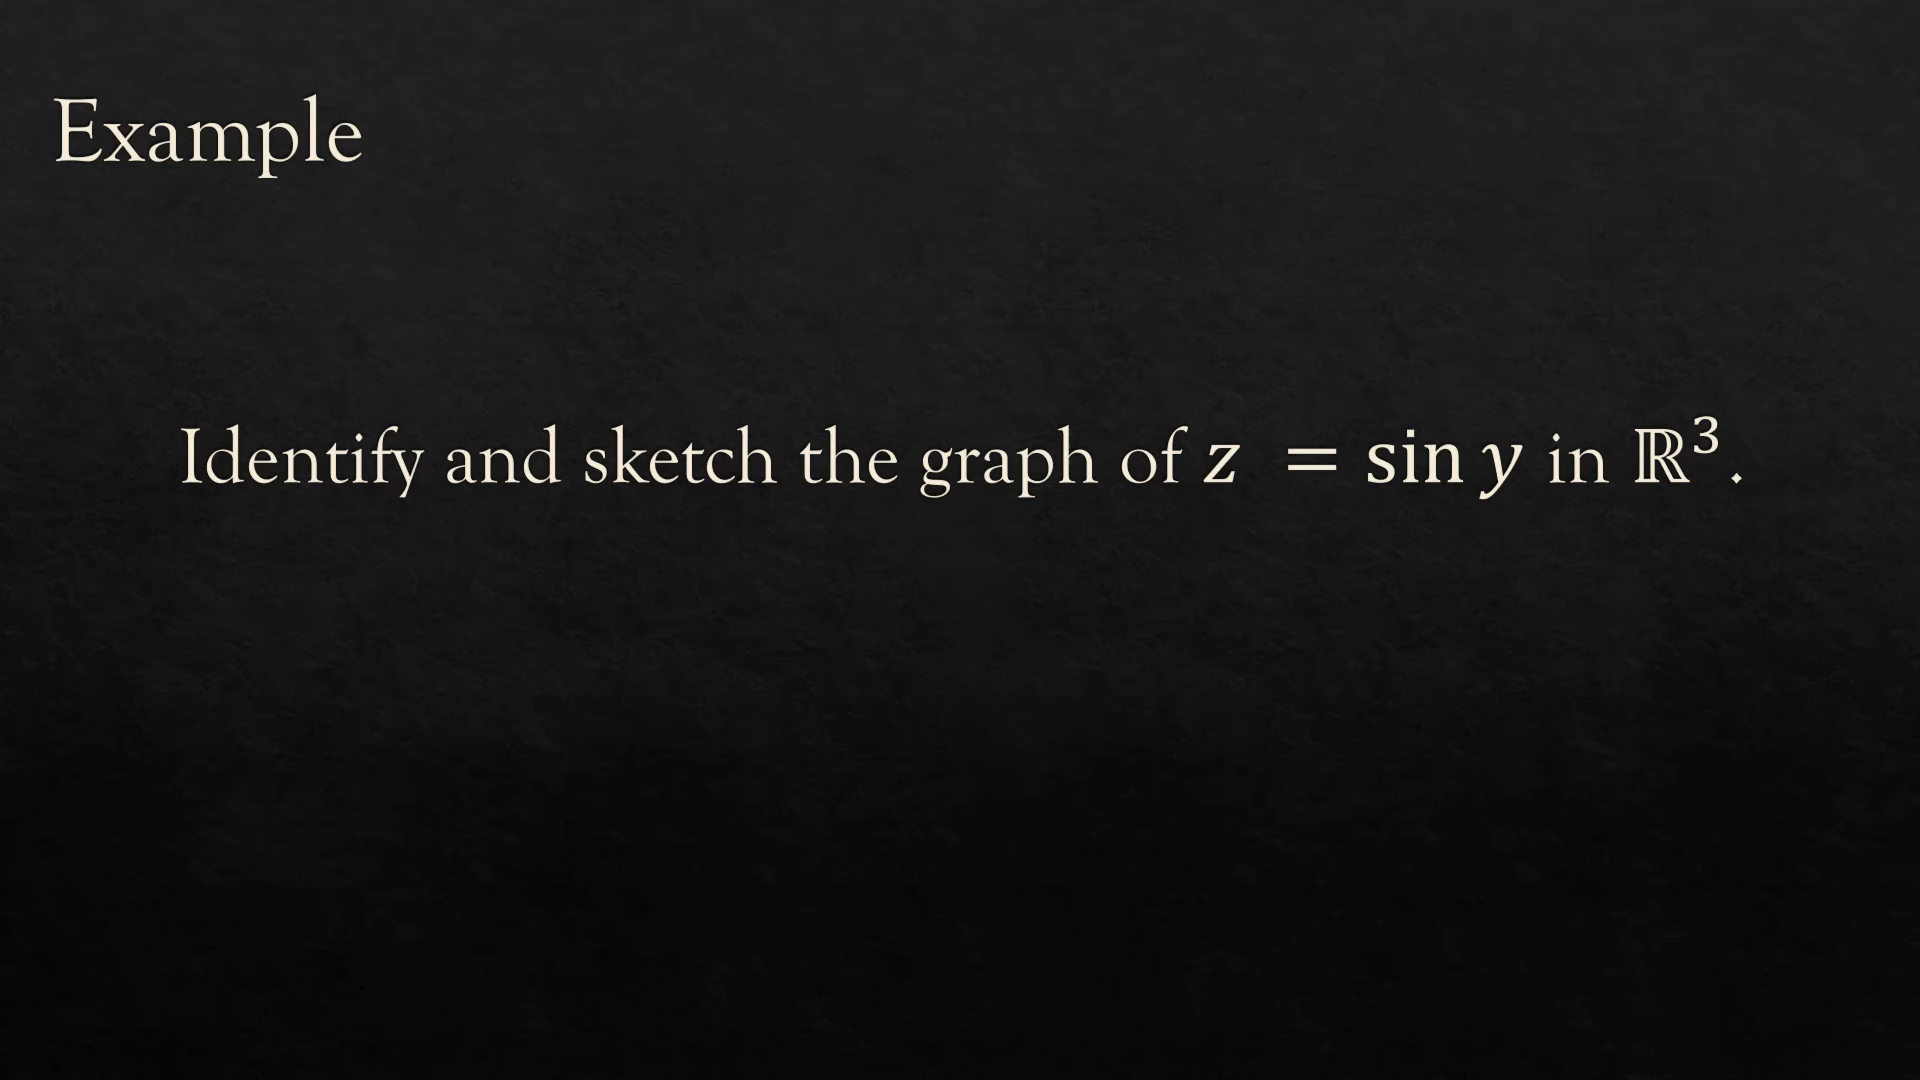 Example
Identify and sketch the graph of z = sin y in ℝ³.